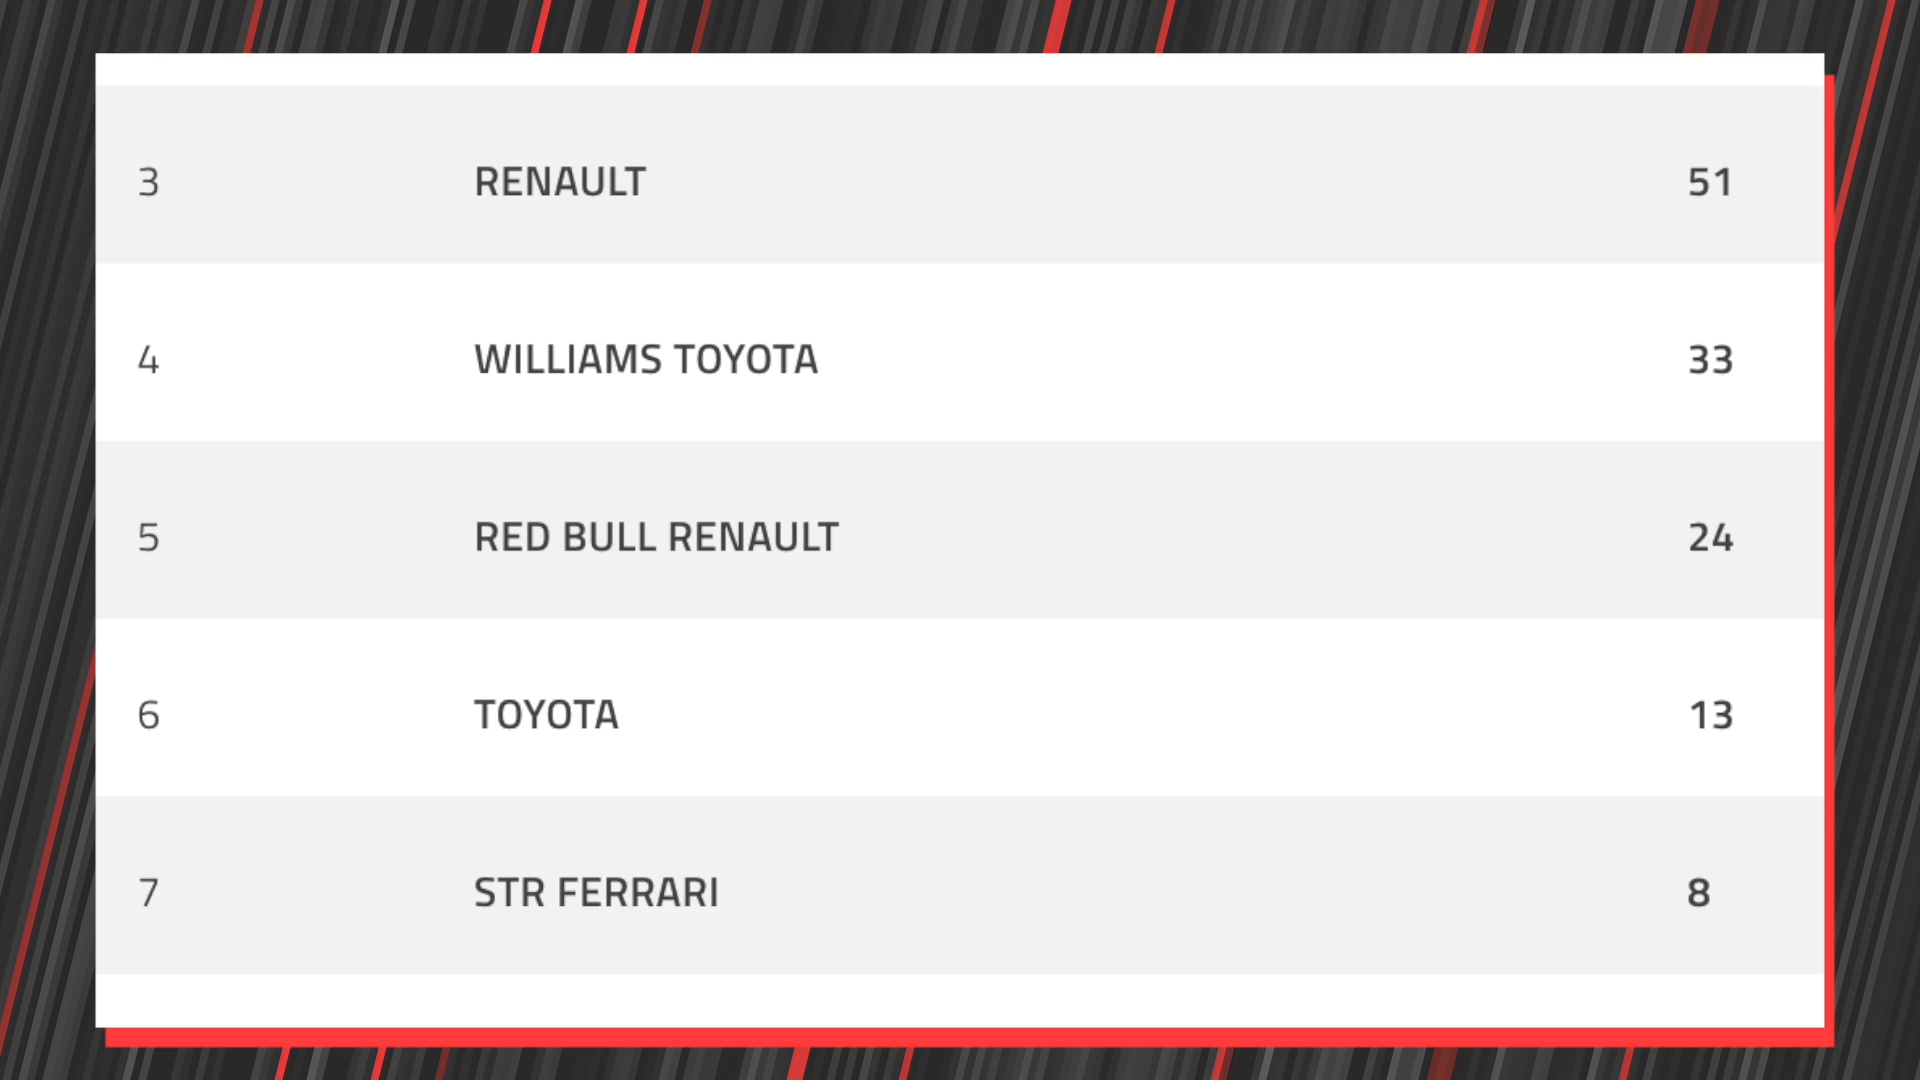 3 RENAULT 51
4 WILLIAMS TOYOTA 33
5 RED BULL RENAULT 24
6 TOYOTA 13
7 STR FERRARI 8